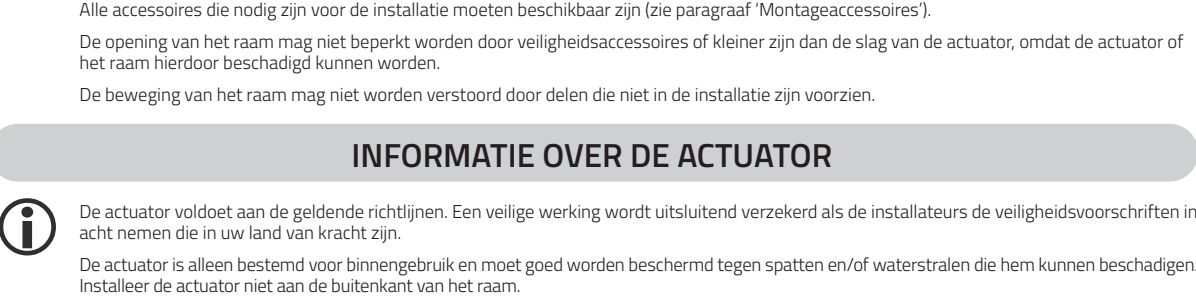 Alle accessoires die nodig zijn voor de installatie moeten beschikbaar zijn (zie paragraaf ‘Montageaccessoires’).
De opening van het raam mag niet beperkt worden door veiligheidsaccessoires of kleiner zijn dan de slag van de actuator, omdat de actuator of
het raam hierdoor beschadigd kunnen worden.
De beweging van het raam mag niet worden verstoord door delen die niet in de installatie zijn voorzien.
INFORMATIE OVER DE ACTUATOR
De actuator voldoet aan de geldende richtlijnen. Een veilige werking wordt uitsluitend verzekerd als de installateurs de veiligheidsvoorschriften in
acht nemen die in uw land van kracht zijn.
De actuator is alleen bestemd voor binnengebruik en moet goed worden beschermd tegen spatten en/of waterstralen die hem kunnen beschadigen.
Installeer de actuator niet aan de buitenkant van het raam.